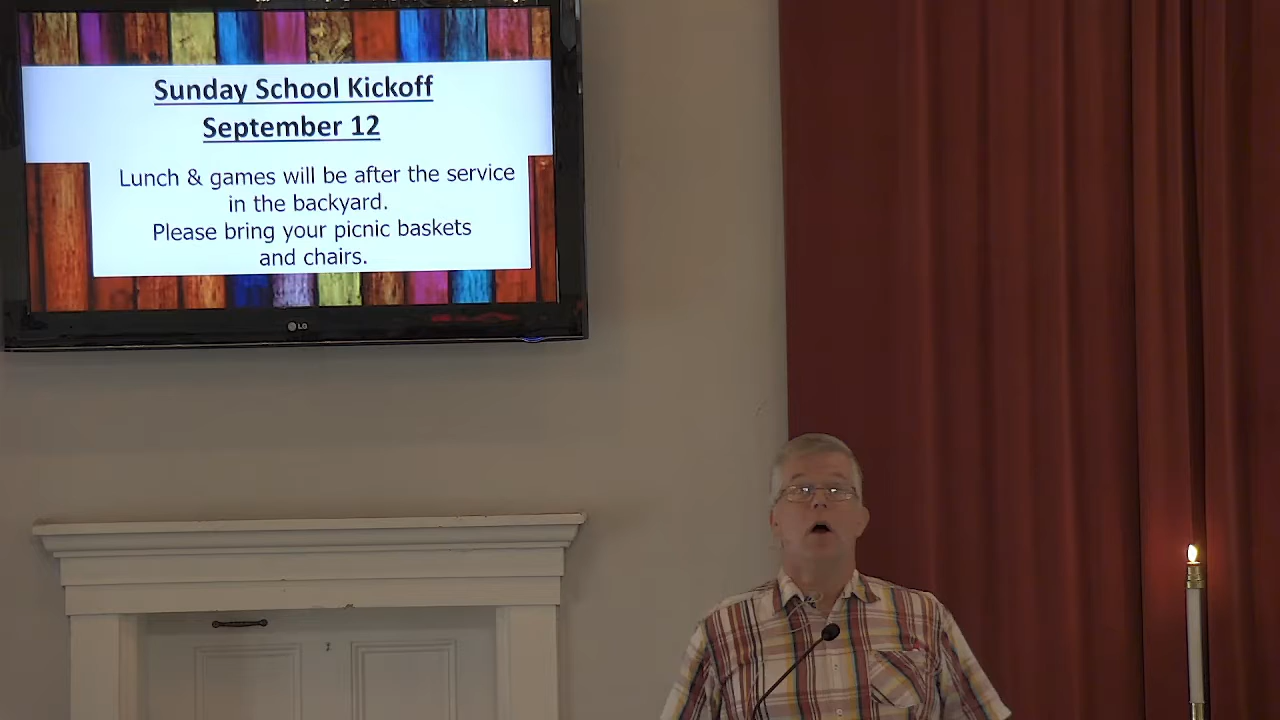 Sunday School Kickoff
September 12
Lunch & games will be after the service
in the backyard.
Please bring your picnic baskets
and chairs.
LG